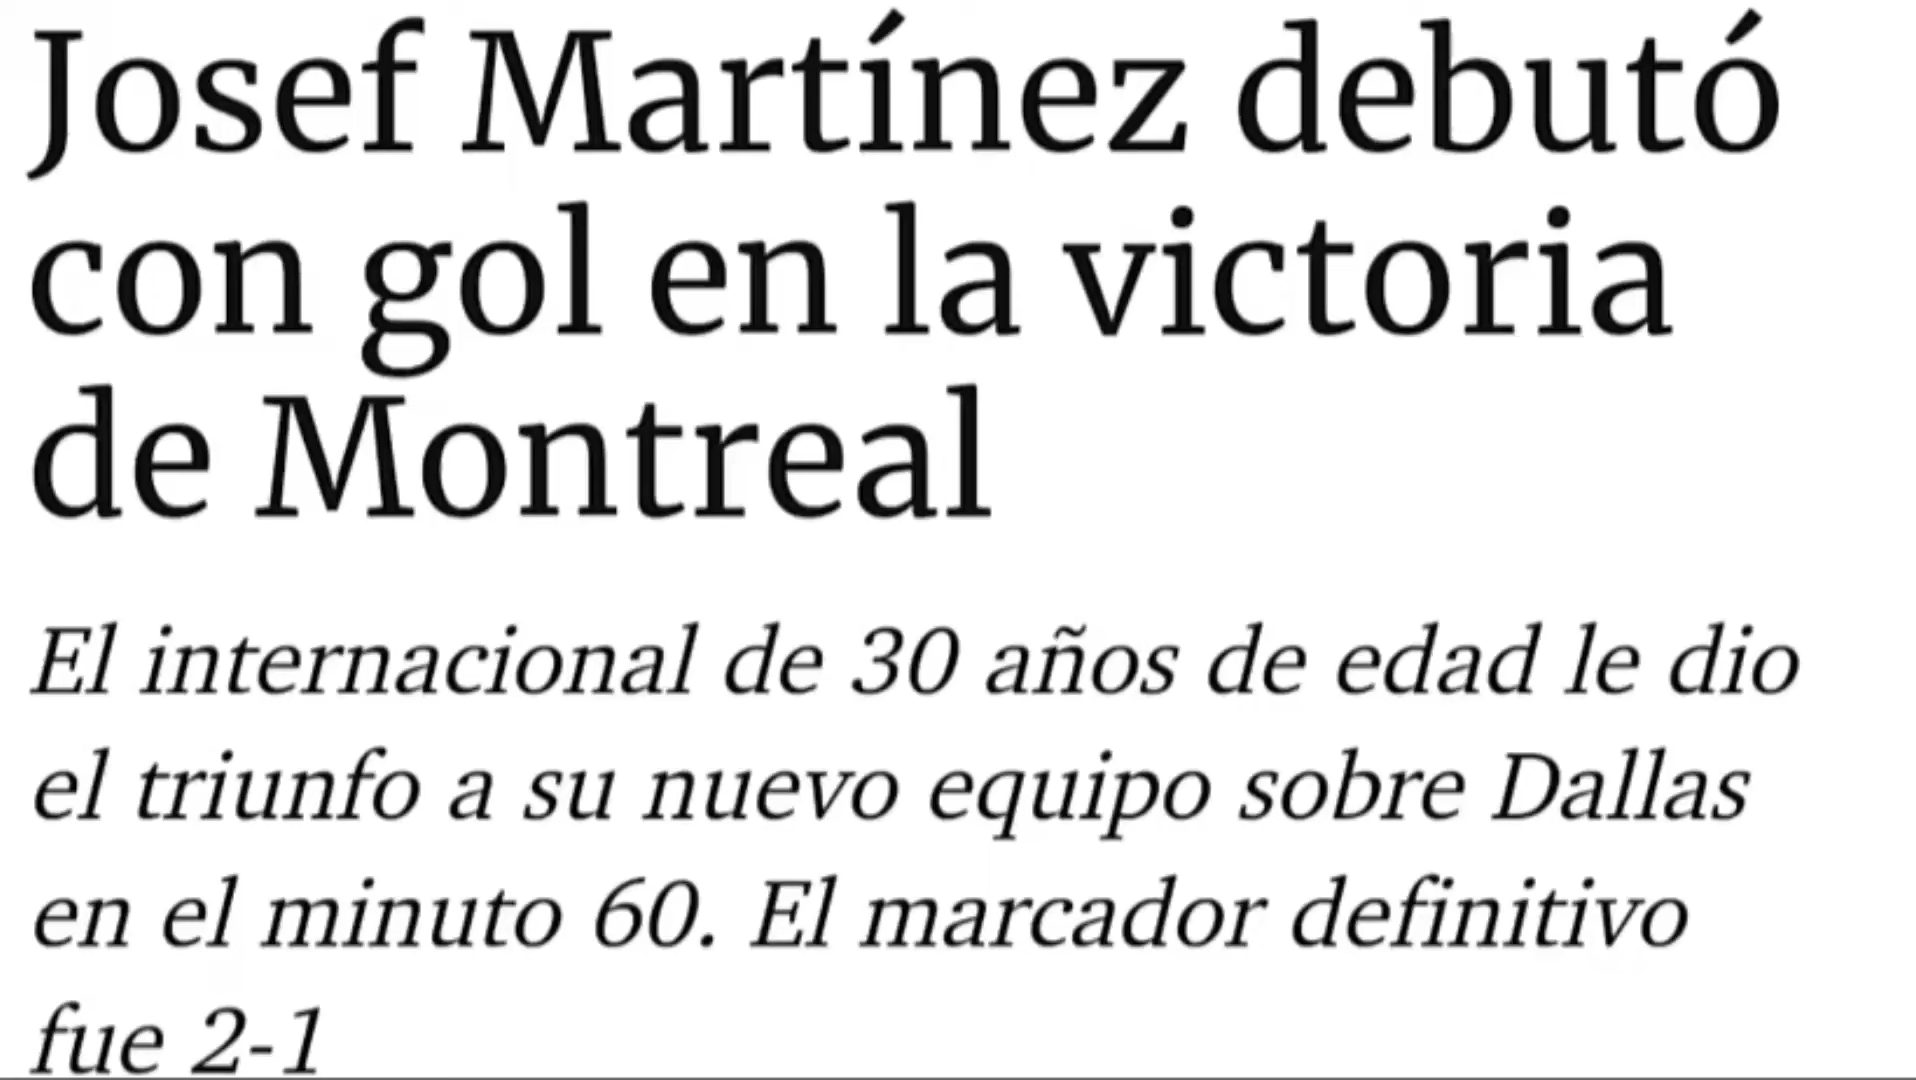 Josef Martínez debutó
con gol en la victoria
de Montreal
El internacional de 30 años de edad le dio
el triunfo a su nuevo equipo sobre Dallas
en el minuto 60. El marcador definitivo
fue 2-1